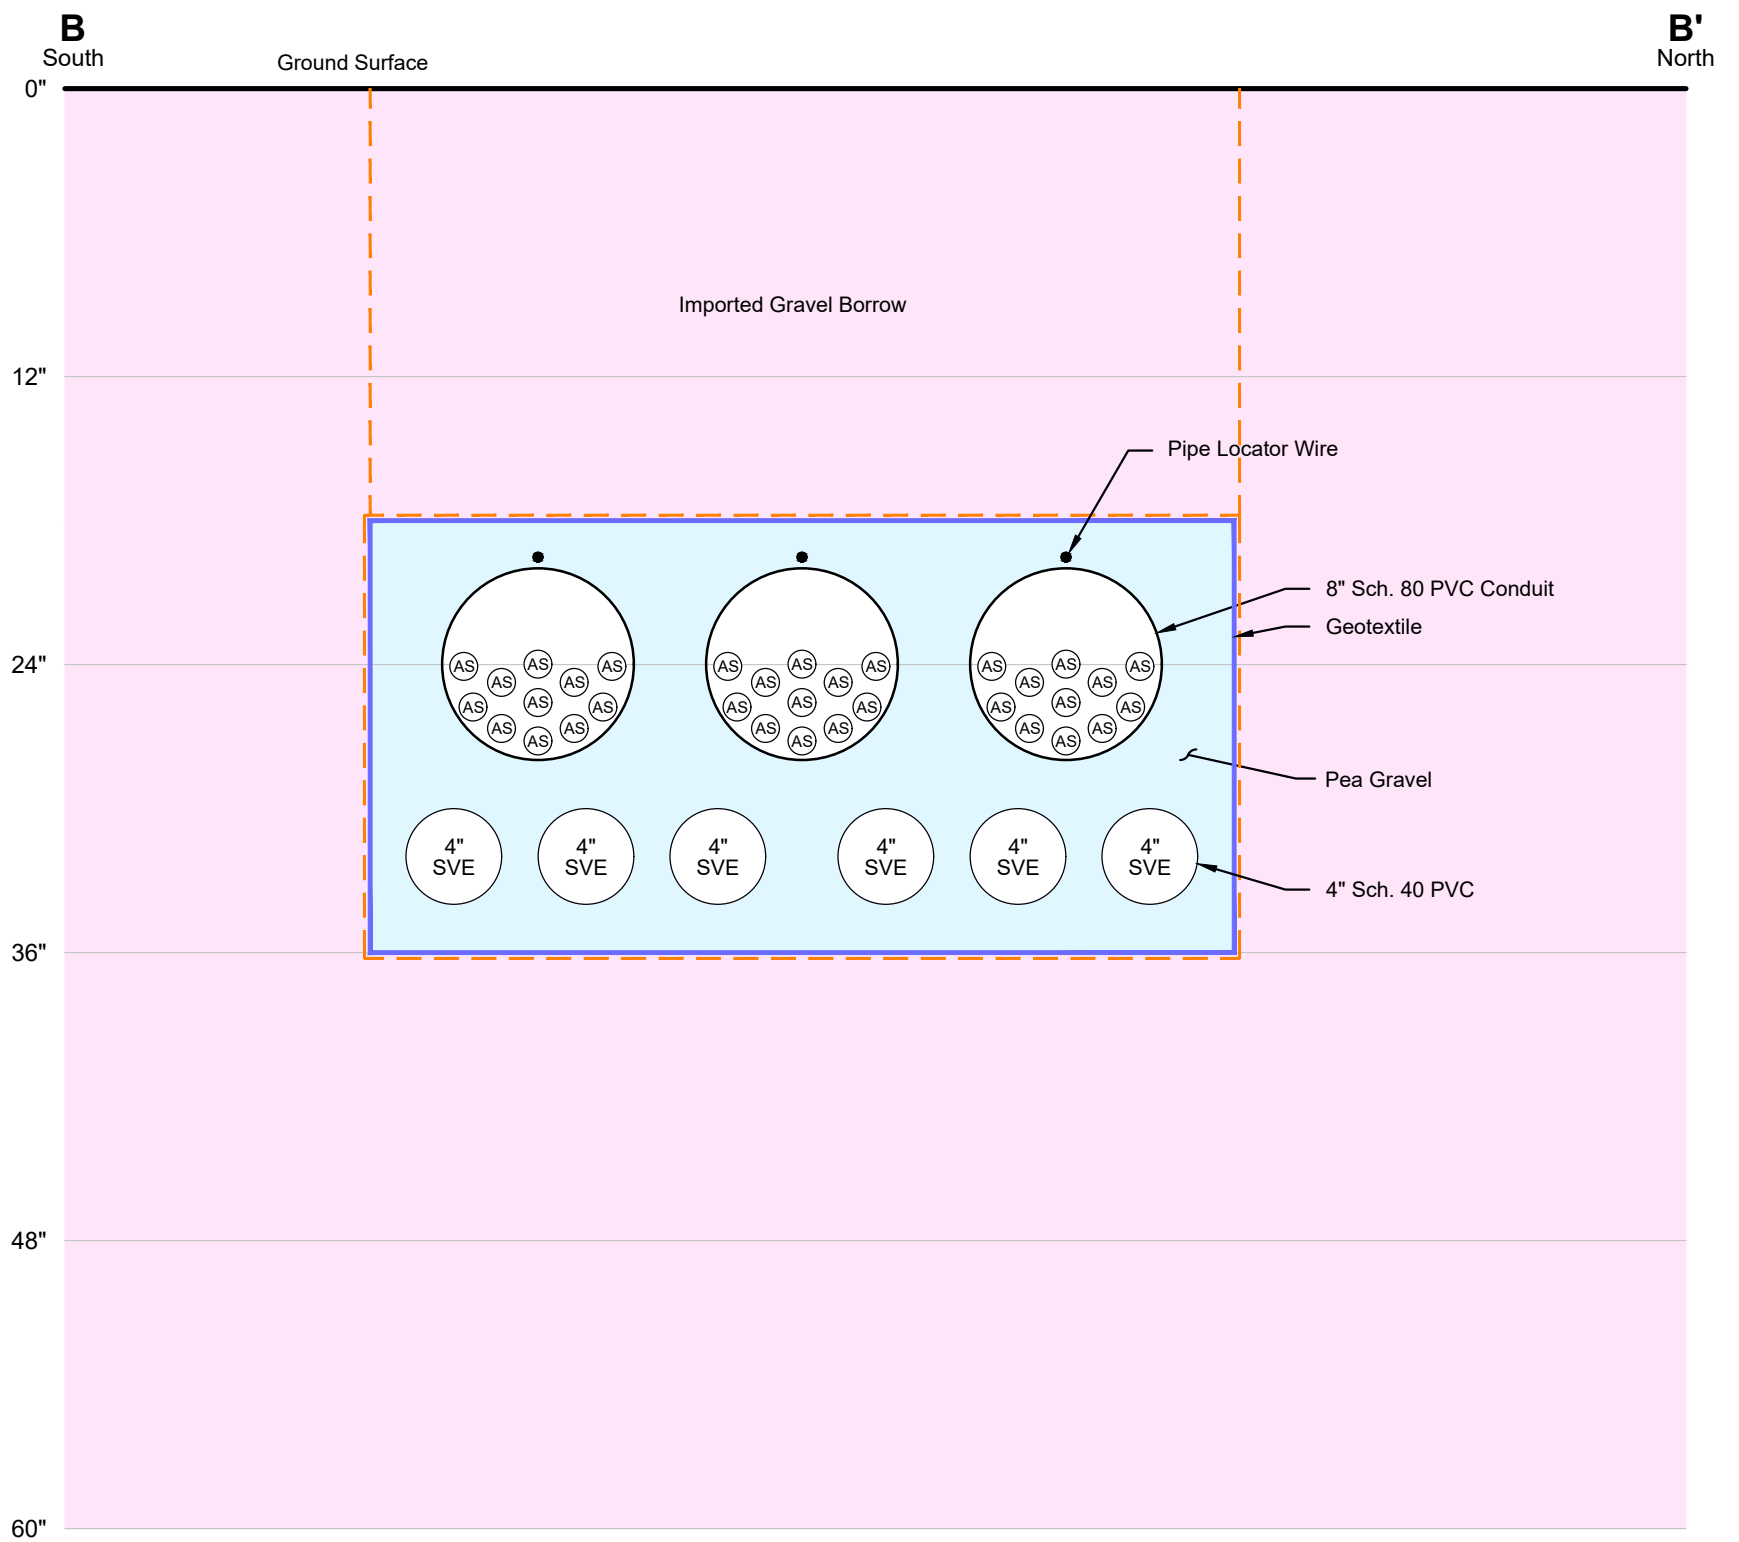 B
South
Ground Surface
B'
North
0"
Imported Gravel Borrow
12"
Pipe Locator Wire
8" Sch. 80 PVC Conduit
Geotextile
24"
AS AS AS AS AS AS AS AS AS
AS AS AS AS AS AS
AS AS AS
AS AS AS AS AS AS
AS AS AS AS AS AS
AS AS AS
Pea Gravel
4" 4" 4" 4" 4" 4"
SVE SVE SVE SVE SVE SVE
4" Sch. 40 PVC
36"
48"
60"